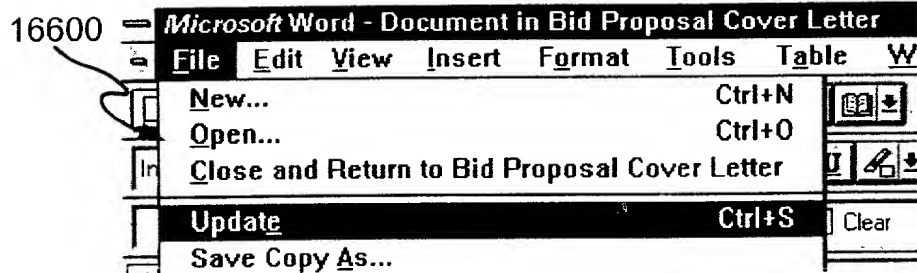 16600
Microsoft Word - Document in Bid Proposal Cover Letter
File Edit View Insert Format Tools Table W
New... Ctrl+N
Open... Ctrl+O
In
Close and Return to Bid Proposal Cover Letter U
Update Ctrl+S Clear
Save Copy As...